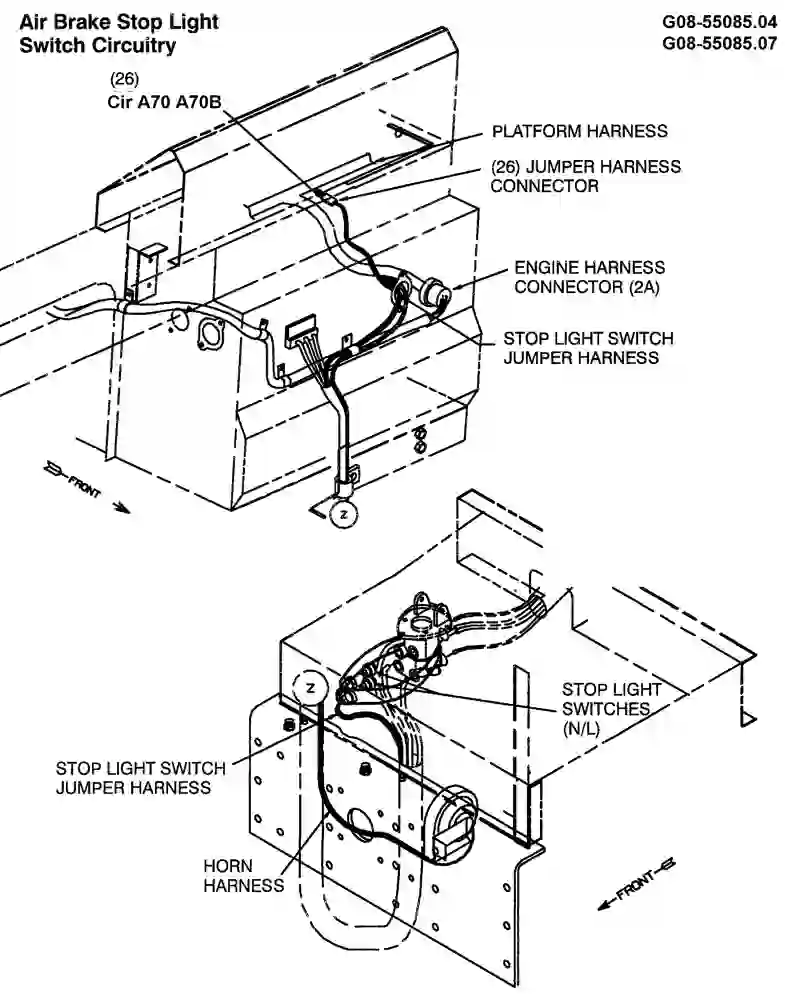 Air Brake Stop Light
Switch Circuitry
G08-55085.04
G08-55085.07
(26)
Cir A70 A70B
PLATFORM HARNESS
(26) JUMPER HARNESS
CONNECTOR
ENGINE HARNESS
CONNECTOR (2A)
STOP LIGHT SWITCH
JUMPER HARNESS
FRONT
Z
Z
STOP LIGHT
SWITCHES
(N/L)
STOP LIGHT SWITCH
JUMPER HARNESS
HORN
HARNESS
FRONT